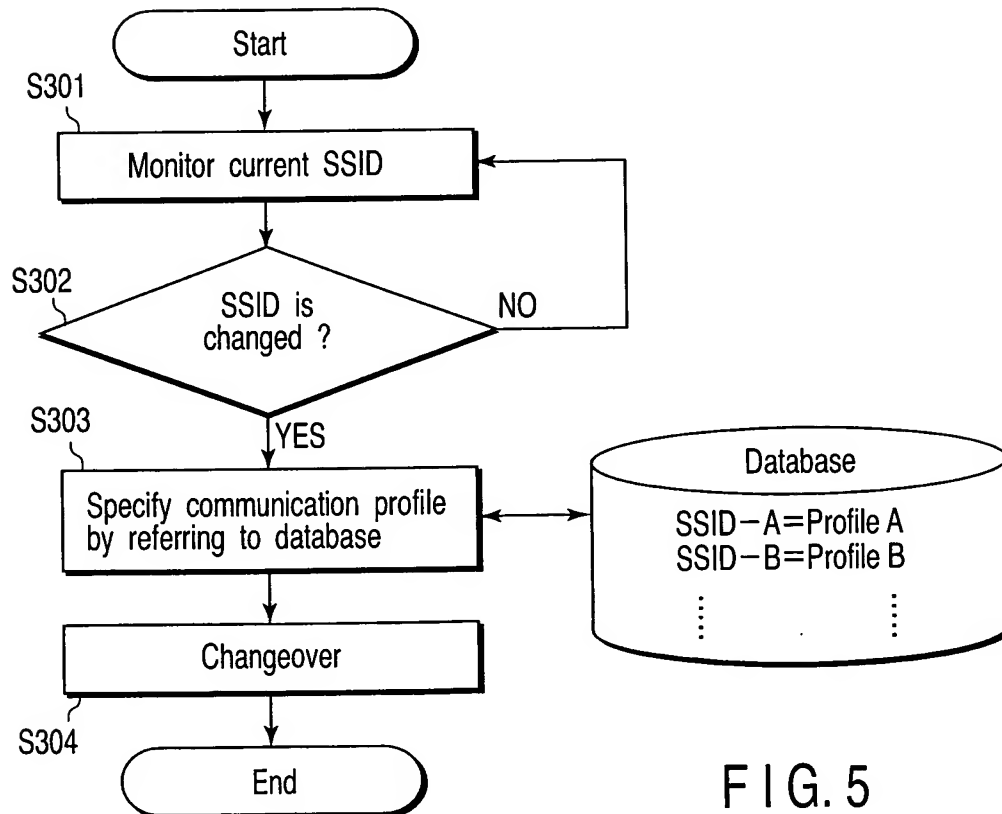 Start
S301
Monitor current SSID
S302
SSID is
changed ?
NO
YES
S303
Specify communication profile
by referring to database
Database
SSID-A=Profile A
SSID-B=Profile B
Changeover
S304
End
FIG. 5